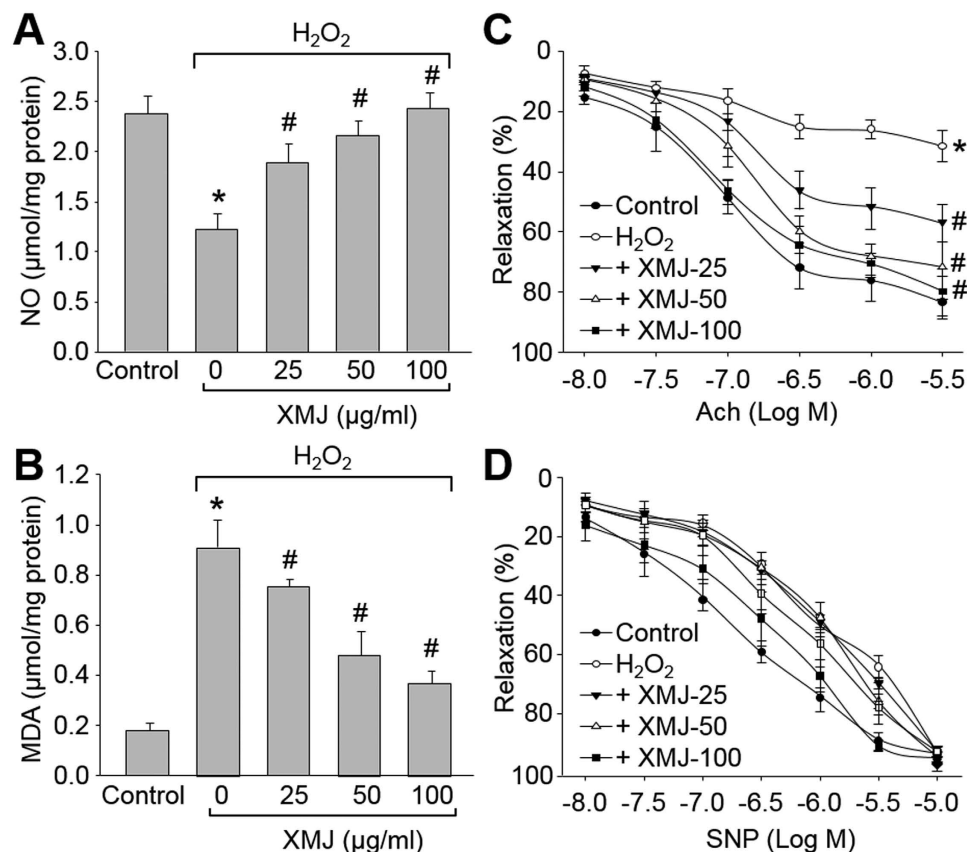 A
H₂O₂
NO (µmol/mg protein)
3.0
2.5
2.0
1.5
1.0
0.5
0.0
*
#
#
#
Control 0 25 50 100
XMJ (µg/ml)
B
H₂O₂
MDA (µmol/mg protein)
1.2
1.0
0.8
0.6
0.4
0.2
0.0
*
#
#
#
Control 0 25 50 100
XMJ (µg/ml)
C
Relaxation (%)
0
20
40
60
80
100
Control
H₂O₂
+ XMJ-25
+ XMJ-50
+ XMJ-100
*
#
#
#
-8.0 -7.5 -7.0 -6.5 -6.0 -5.5
Ach (Log M)
D
Relaxation (%)
0
20
40
60
80
100
Control
H₂O₂
+ XMJ-25
+ XMJ-50
+ XMJ-100
-8.0 -7.5 -7.0 -6.5 -6.0 -5.5 -5.0
SNP (Log M)